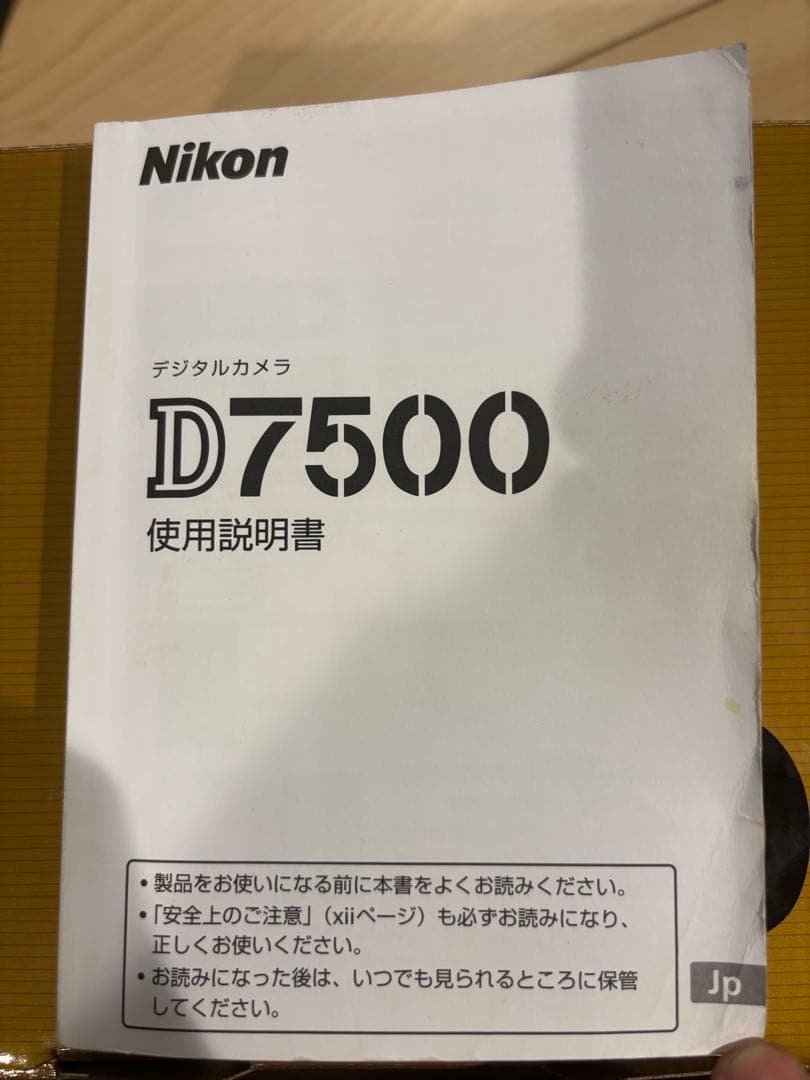 Nikon
デジタルカメラ
D7500
使用説明書
• 製品をお使いになる前に本書をよくお読みください。
• 「安全上のご注意」（xiiページ）も必ずお読みになり、
正しくお使いください。
• お読みになった後は、いつでも見られるところに保管
してください。
Jp